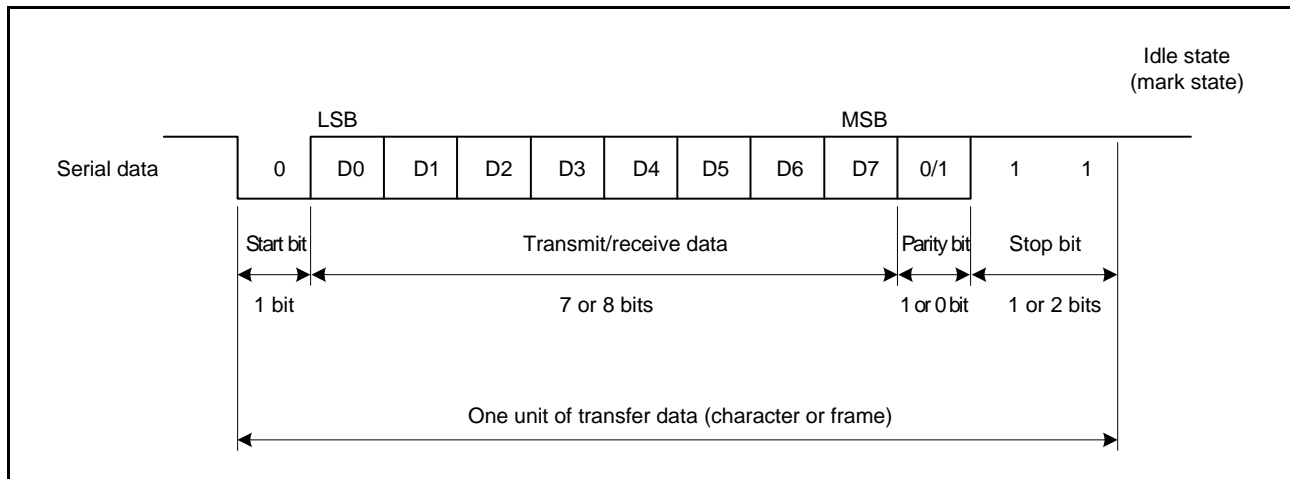 Idle state
(mark state)
LSB MSB
Serial data 0 D0 D1 D2 D3 D4 D5 D6 D7 0/1 1 1
Start bit Transmit/receive data Parity bit Stop bit
1 bit 7 or 8 bits 1 or 0 bit 1 or 2 bits
One unit of transfer data (character or frame)